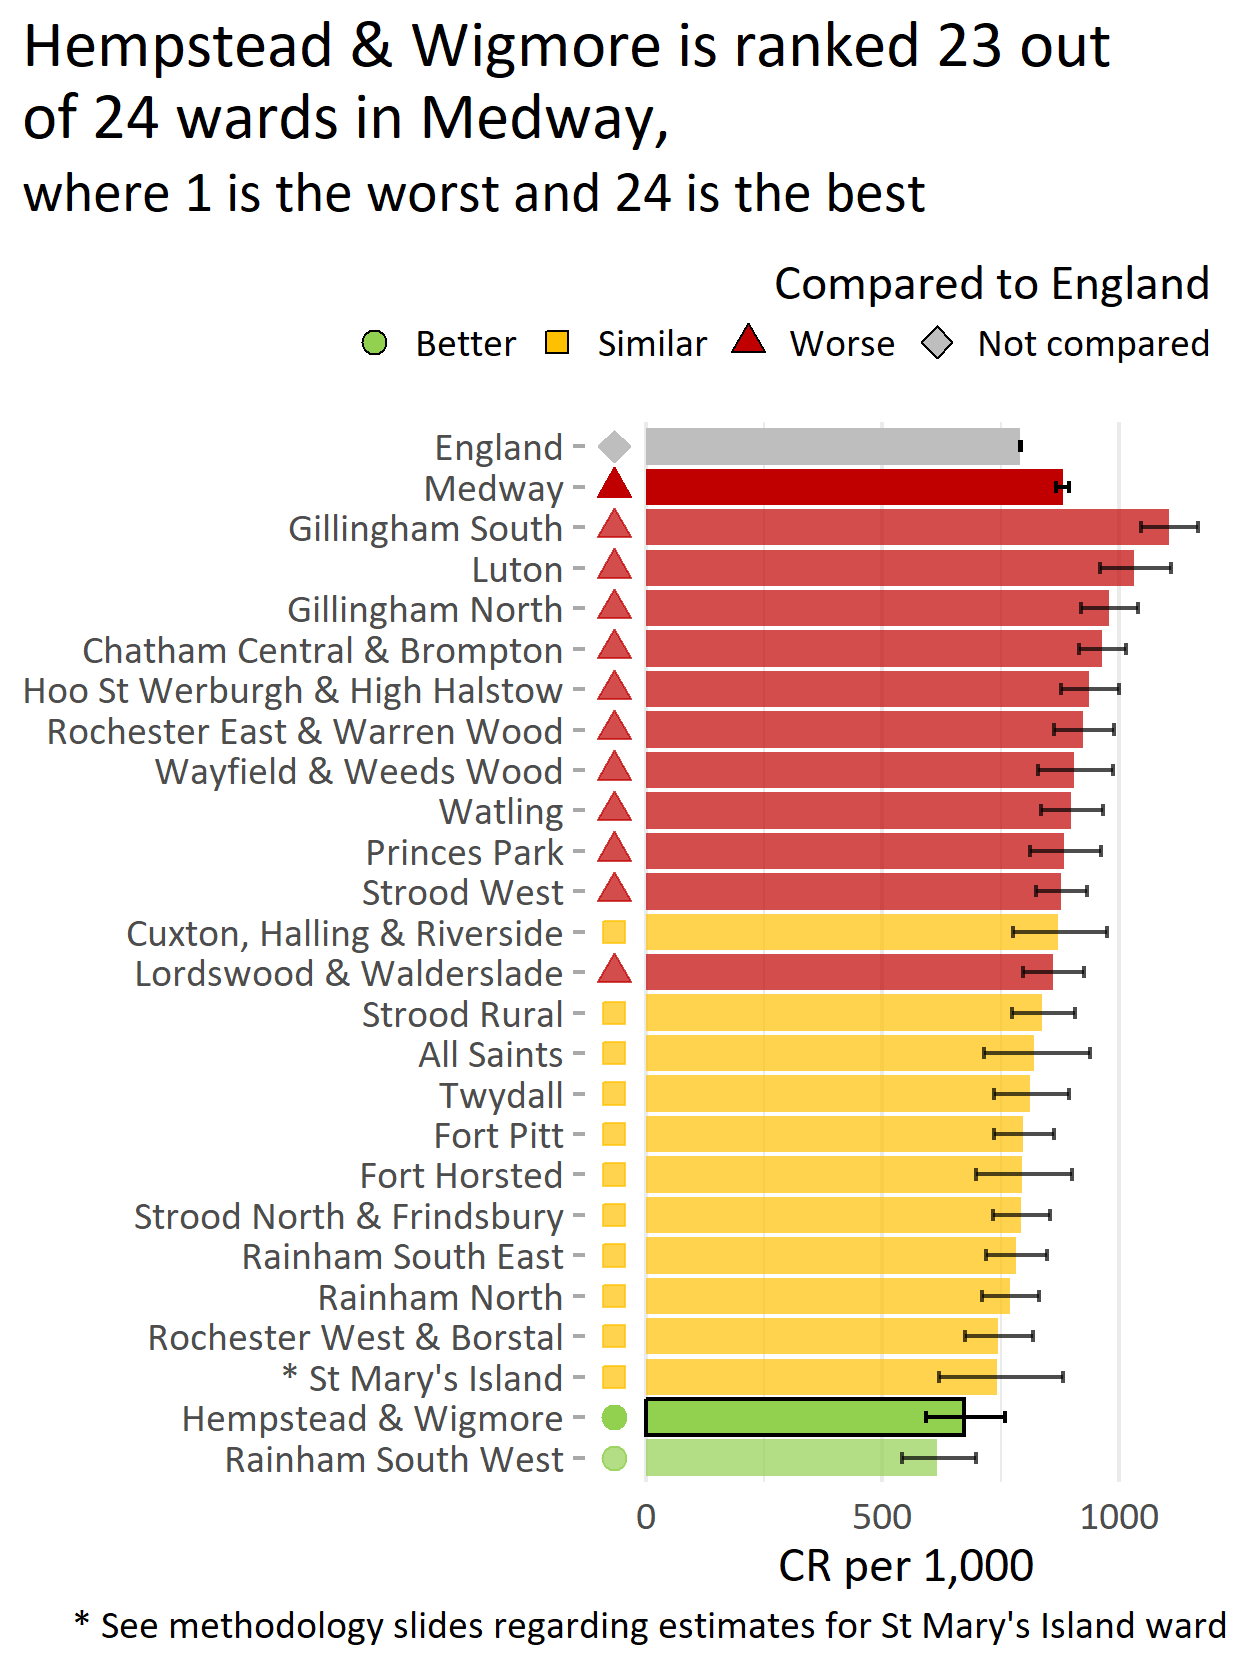 Hempstead & Wigmore is ranked 23 out
of 24 wards in Medway,
where 1 is the worst and 24 is the best
Compared to England
Better Similar Worse Not compared
England
Medway
Gillingham South
Luton
Gillingham North
Chatham Central & Brompton
Hoo St Werburgh & High Halstow
Rochester East & Warren Wood
Wayfield & Weeds Wood
Watling
Princes Park
Strood West
Cuxton, Halling & Riverside
Lordswood & Walderslade
Strood Rural
All Saints
Twydall
Fort Pitt
Fort Horsted
Strood North & Frindsbury
Rainham South East
Rainham North
Rochester West & Borstal
* St Mary's Island
Hempstead & Wigmore
Rainham South West
0 500 1000
CR per 1,000
* See methodology slides regarding estimates for St Mary's Island ward